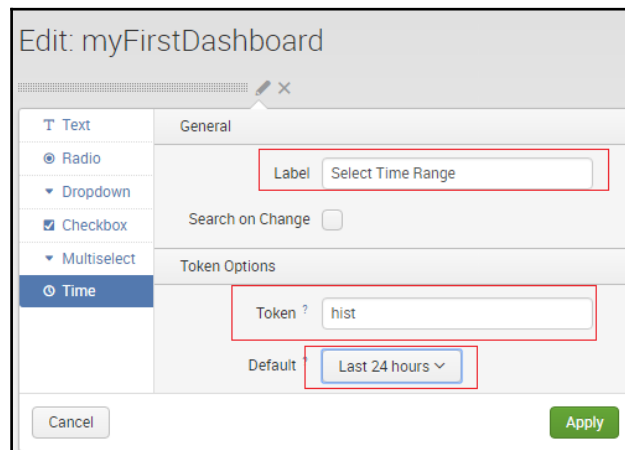 Edit: myFirstDashboard
T Text
Radio
Dropdown
Checkbox
Multiselect
Time
General
Label Select Time Range
Search on Change
Token Options
Token ? hist
Default ? Last 24 hours
Cancel
Apply